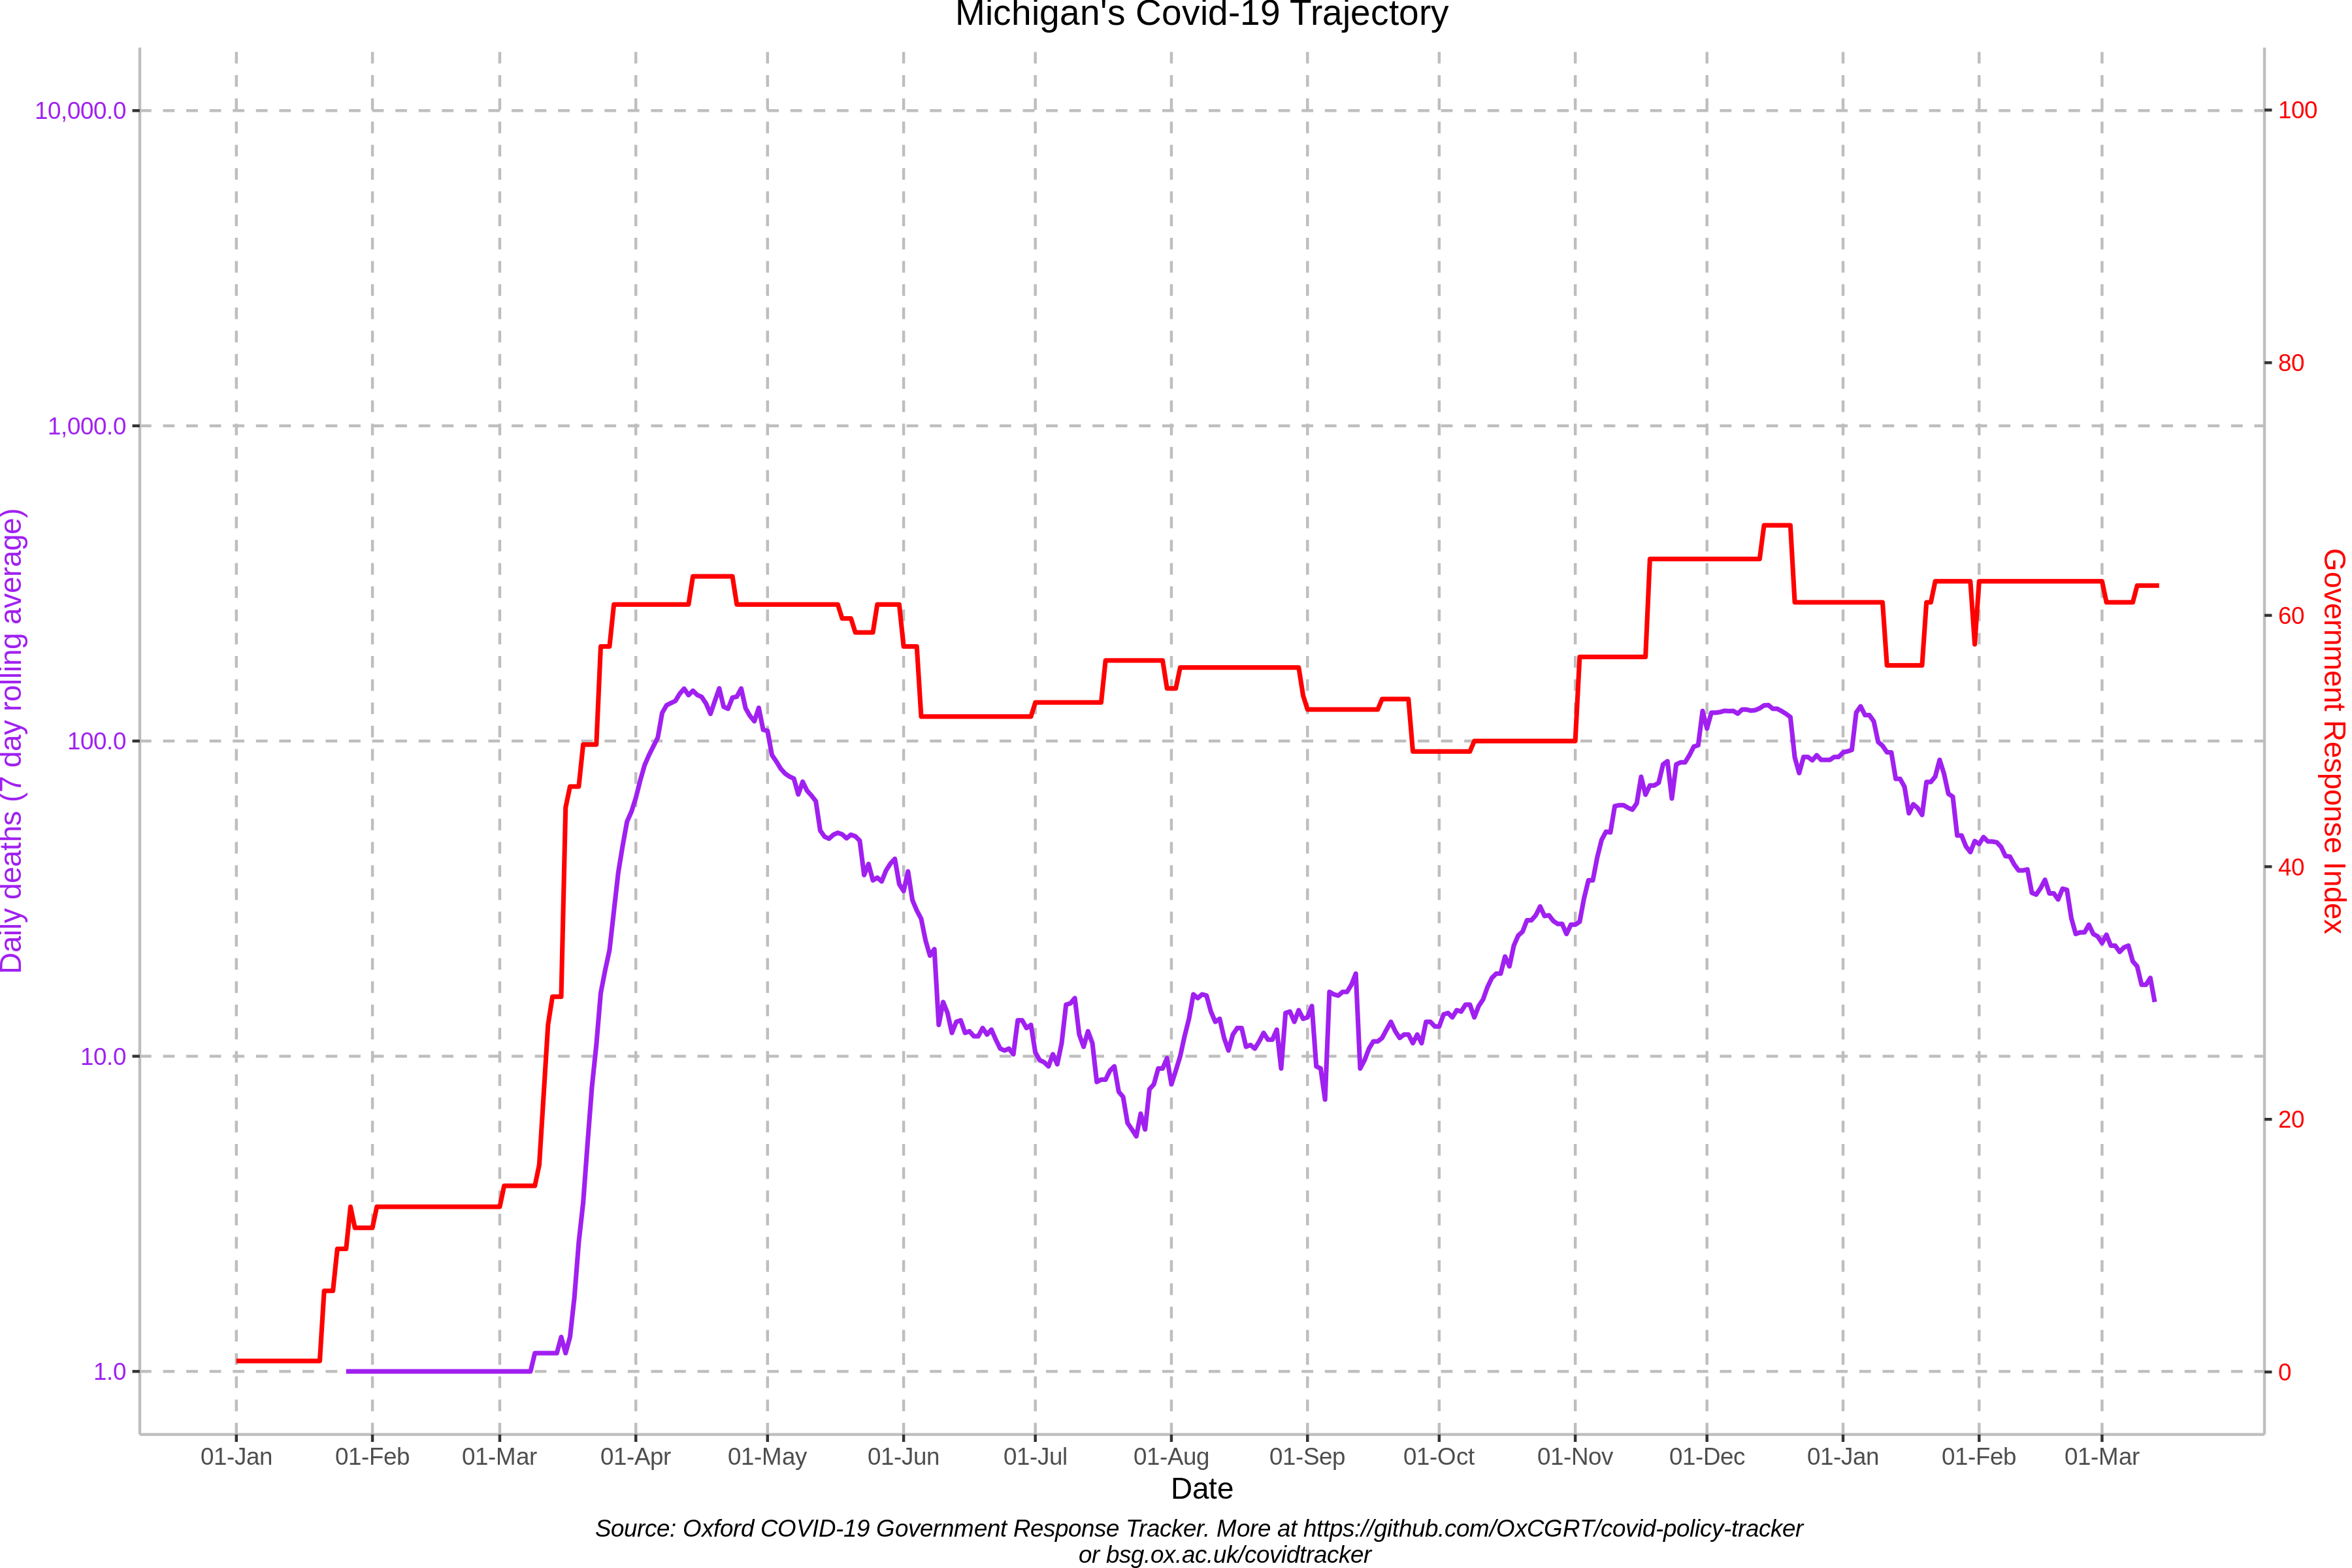 Michigan's Covid-19 Trajectory
10,000.0
1,000.0
100.0
10.0
1.0
Daily deaths (7 day rolling average)
100
80
60
40
20
0
Government Response Index
01-Jan 01-Feb 01-Mar 01-Apr 01-May 01-Jun 01-Jul 01-Aug 01-Sep 01-Oct 01-Nov 01-Dec 01-Jan 01-Feb 01-Mar
Date
Source: Oxford COVID-19 Government Response Tracker. More at https://github.com/OxCGRT/covid-policy-tracker
or bsg.ox.ac.uk/covidtracker